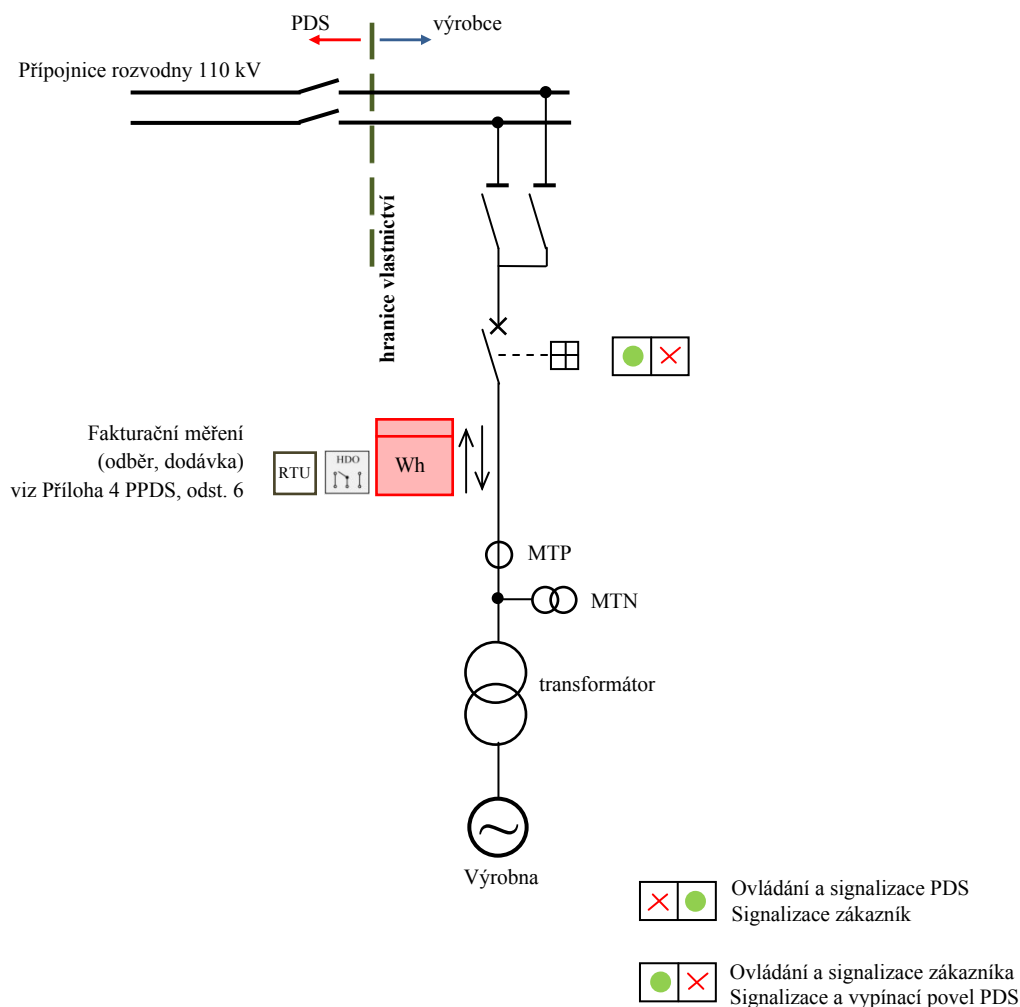 PDS
výrobce
Přípojnice rozvodny 110 kV
hranice vlastnictví
Fakturační měření
(odběr, dodávka)
viz Příloha 4 PPDS, odst. 6
RTU
HDO
Wh
MTP
MTN
transformátor
Výrobna
Ovládání a signalizace PDS
Signalizace zákazník
Ovládání a signalizace zákazníka
Signalizace a vypínací povel PDS